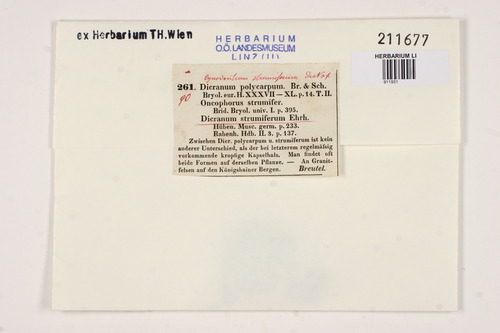 ex Herbarium TH.Wien
HERBARIUM
O.Ö. LANDESMUSEUM
LINZ (LI)
211677
HERBARIUM LI
261. Dicranum polycarpum. Br. & Sch.
90
Bryol. eur. H. XXXVII — XL. p. 14. T. II.
Oncophorus strumifer.
Brid. Bryol. univ. I. p. 395.
Dicranum strumiferum Ehrh.
Hüben. Musc. germ. p. 233.
Rabenh. Hdb. II. 3. p. 137.
Zwischen Dicr. polycarpum u. strumiferum ist kein
anderer Unterschied, als der bei letzterem regelmäßig
vorkommende kropfige Kapselhals. Man findet oft
beide Formen auf derselben Pflanze. — An Granit-
felsen auf den Königshainer Bergen. Breutel.